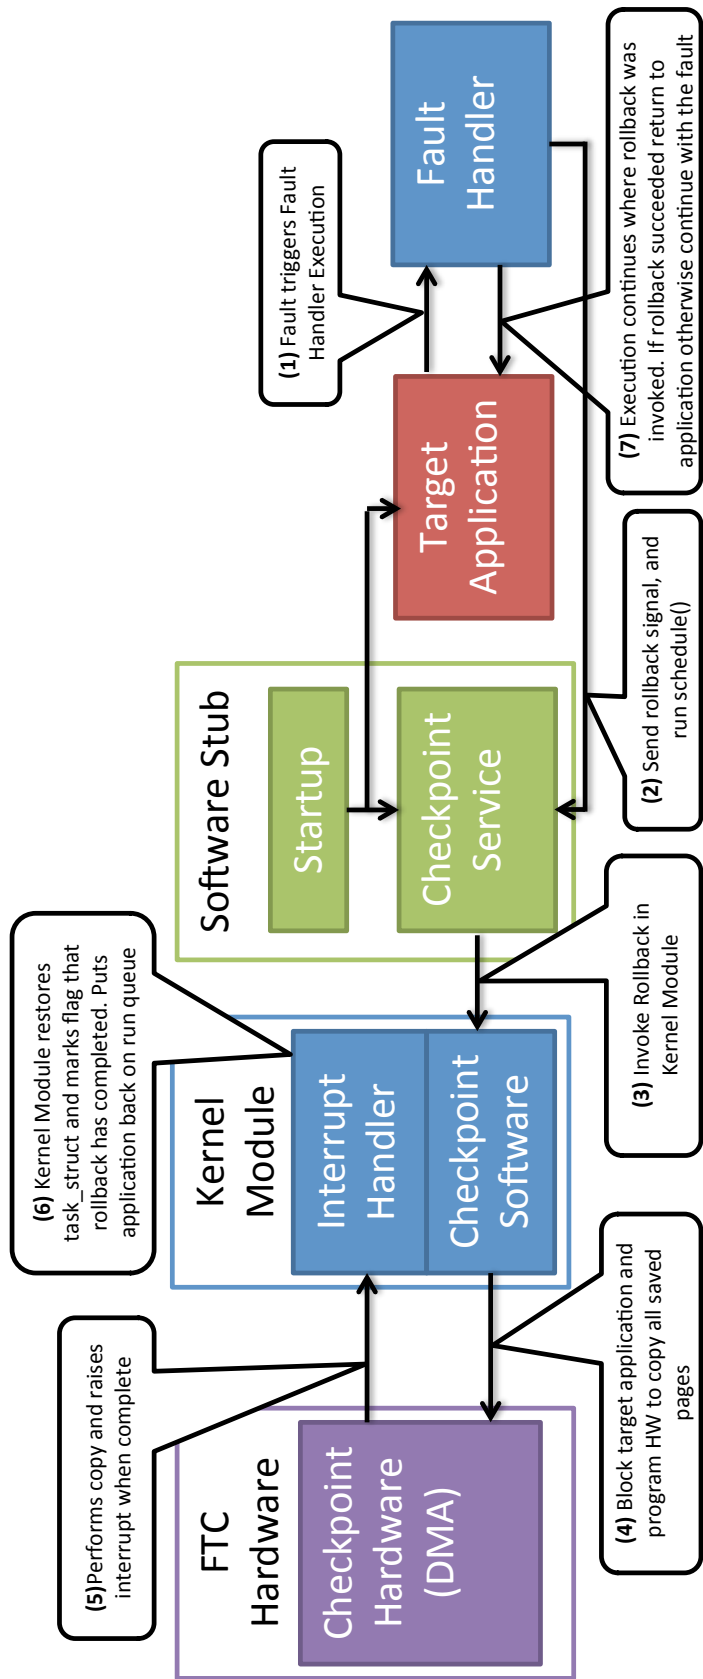 (5)Performs copy and raises
interrupt when complete
(6) Kernel Module restores
task_struct and marks flag that
rollback has completed. Puts
application back on run queue
(1) Fault triggers Fault
Handler Execution
FTC
Hardware
Checkpoint
Hardware
(DMA)
Kernel
Module
Interrupt
Handler
Checkpoint
Software
Software Stub
Startup
Checkpoint
Service
Target
Application
Fault
Handler
(4) Block target application and
program HW to copy all saved
pages
(3) Invoke Rollback in
Kernel Module
(2) Send rollback signal, and
run schedule()
(7) Execution continues where rollback was
invoked. If rollback succeeded return to
application otherwise continue with the fault